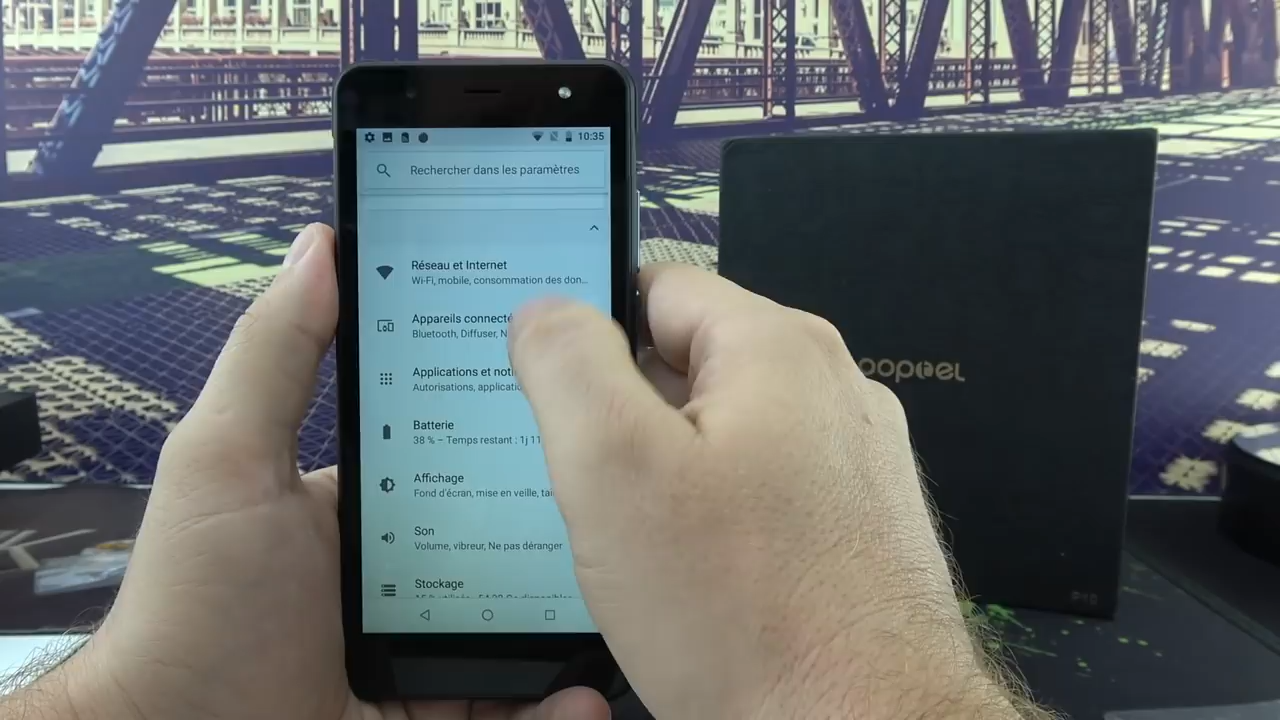 10:35
Rechercher dans les paramètres
Réseau et Internet
Wi-Fi, mobile, consommation des don...
Appareils connecté
Bluetooth, Diffuser, N
Applications et noti
Autorisations, applicatio
Batterie
38 % – Temps restant : 1j 11
Affichage
Fond d'écran, mise en veille, tai
Son
Volume, vibreur, Ne pas déranger
Stockage
poptel
P10